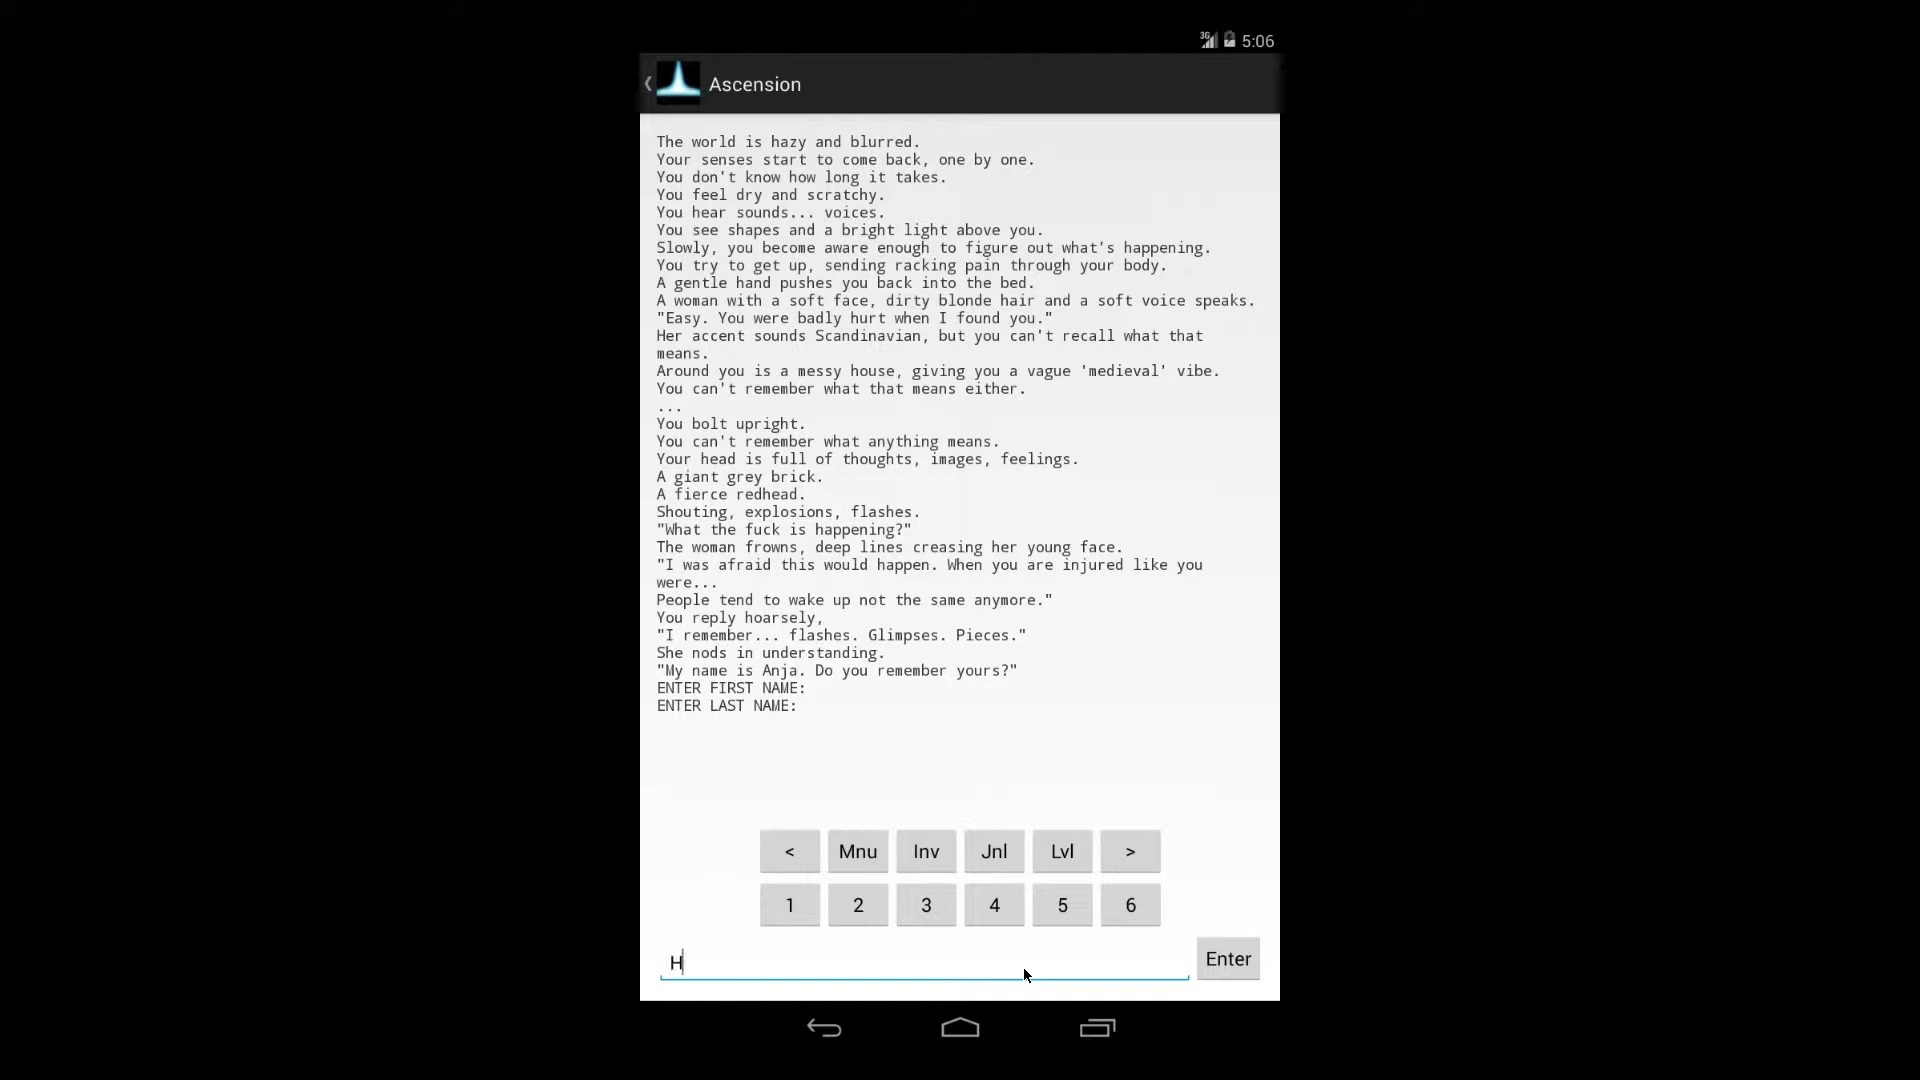 3G 5:06
Ascension
The world is hazy and blurred.
Your senses start to come back, one by one.
You don't know how long it takes.
You feel dry and scratchy.
You hear sounds... voices.
You see shapes and a bright light above you.
Slowly, you become aware enough to figure out what's happening.
You try to get up, sending racking pain through your body.
A gentle hand pushes you back into the bed.
A woman with a soft face, dirty blonde hair and a soft voice speaks.
"Easy. You were badly hurt when I found you."
Her accent sounds Scandinavian, but you can't recall what that
means.
Around you is a messy house, giving you a vague 'medieval' vibe.
You can't remember what that means either.
...
You bolt upright.
You can't remember what anything means.
Your head is full of thoughts, images, feelings.
A giant grey brick.
A fierce redhead.
Shouting, explosions, flashes.
"What the fuck is happening?"
The woman frowns, deep lines creasing her young face.
"I was afraid this would happen. When you are injured like you
were...
People tend to wake up not the same anymore."
You reply hoarsely,
"I remember... flashes. Glimpses. Pieces."
She nods in understanding.
"My name is Anja. Do you remember yours?"
ENTER FIRST NAME:
ENTER LAST NAME:
< Mnu Inv Jnl Lvl >
1 2 3 4 5 6
H Enter